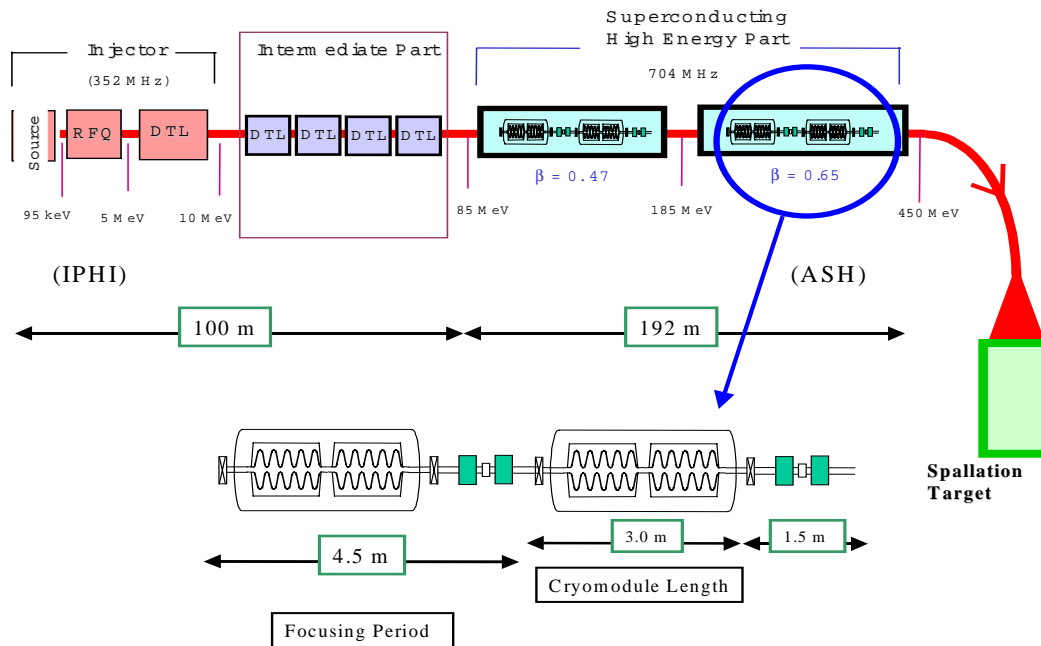 Superconducting
High Energy Part
Injector
(352 MHz)
Intermediate Part
704 MHz
Source
RFQ
DTL
DTL
DTL
DTL
DTL
β = 0.47
β = 0.65
95 keV
5 MeV
10 MeV
85 MeV
185 MeV
450 MeV
(IPHI)
(ASH)
100 m
192 m
Spallation
Target
4.5 m
3.0 m
1.5 m
Cryomodule Length
Focusing Period